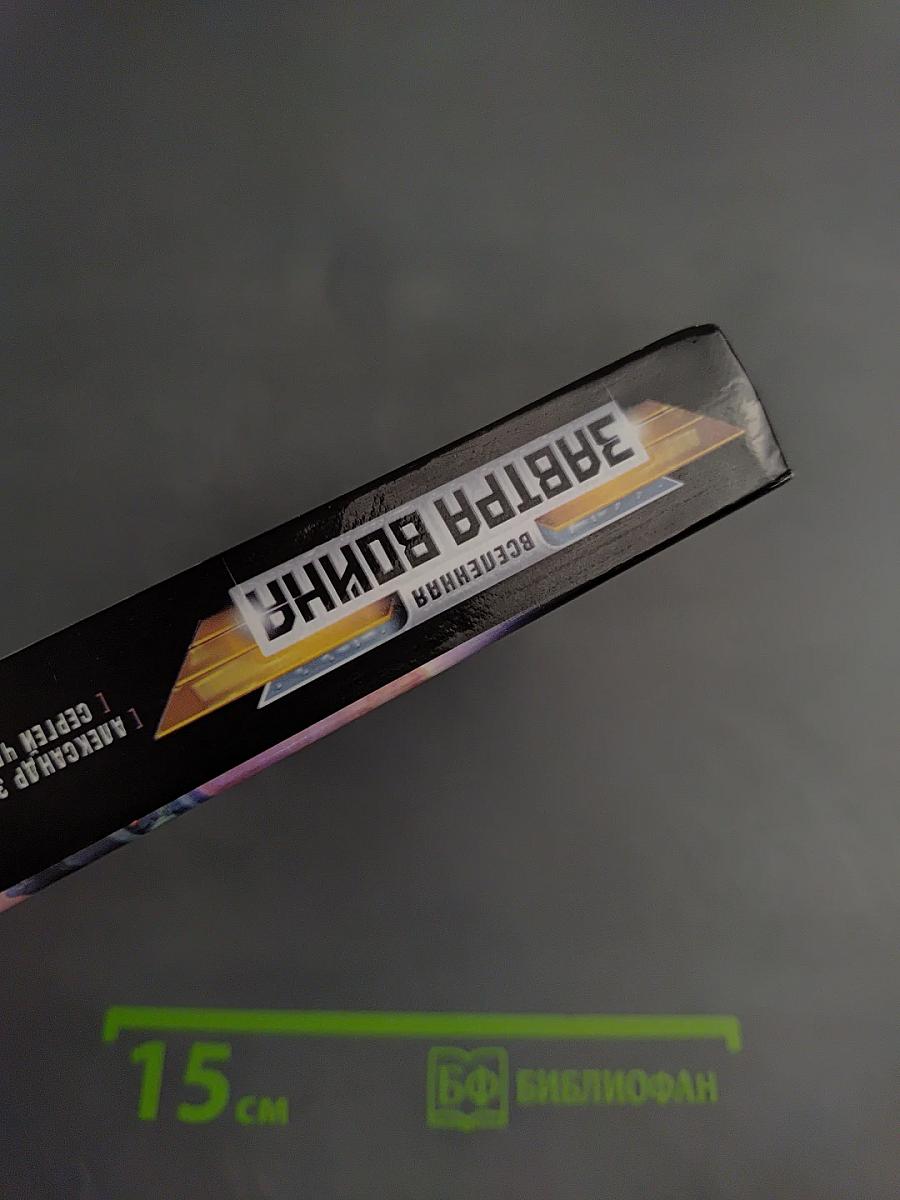 ВСЕЛЕННАЯ
ЗАВТРА ВОЙНА
[ АЛЕКСАНДР
[ СЕРГЕЙ
15 см
БФ БИБЛИОФАН